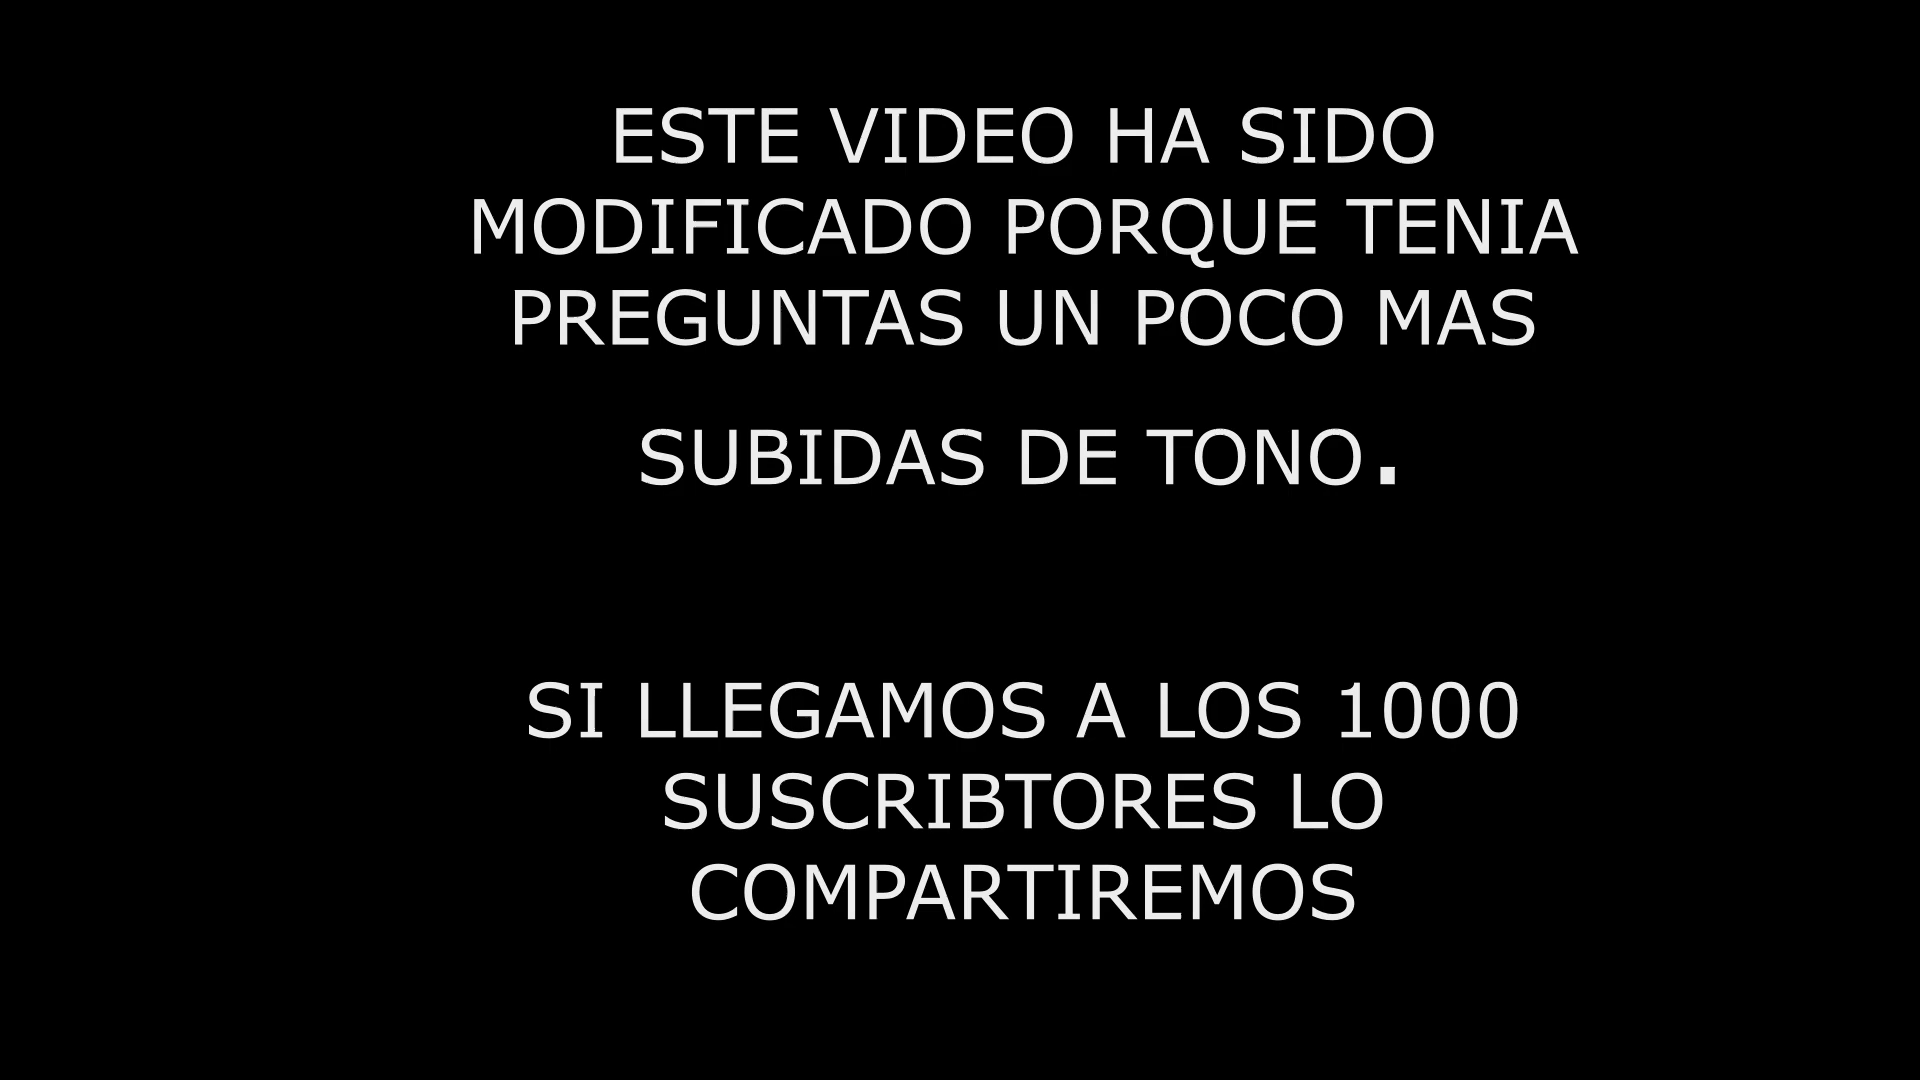 ESTE VIDEO HA SIDO
MODIFICADO PORQUE TENIA
PREGUNTAS UN POCO MAS
SUBIDAS DE TONO.
SI LLEGAMOS A LOS 1000
SUSCRIBTORES LO
COMPARTIREMOS